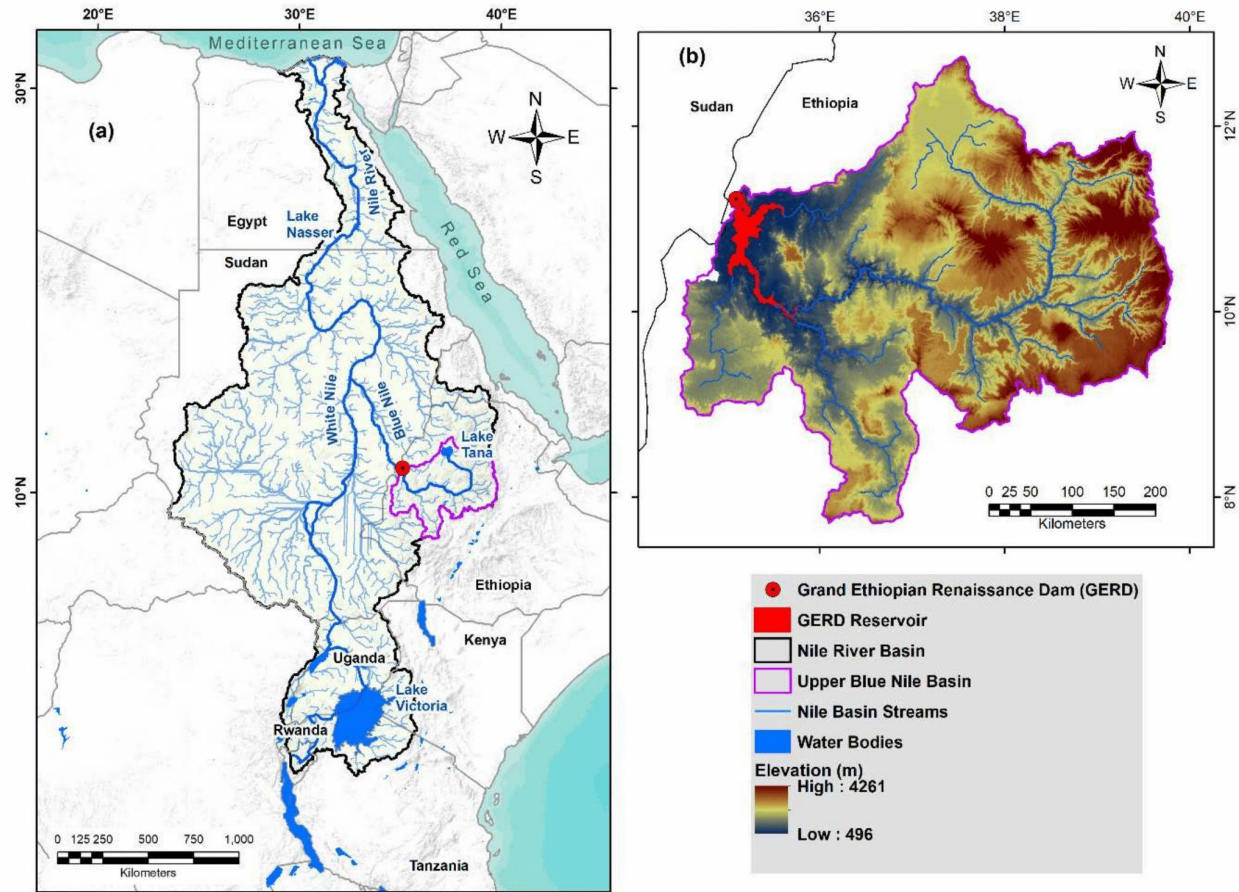 20°E 30°E 40°E
Mediterranean Sea
30°N
(a)
N
W E
S
Nile River
Egypt
Lake
Nasser
Sudan
Red Sea
White Nile
Blue Nile
Lake
Tana
10°N
Ethiopia
Kenya
Uganda
Lake
Victoria
Rwanda
Tanzania
0 125 250 500 750 1,000
Kilometers
36°E 38°E 40°E
(b)
N
W E
S
Sudan Ethiopia
12°N
10°N
8°N
0 25 50 100 150 200
Kilometers
Grand Ethiopian Renaissance Dam (GERD)
GERD Reservoir
Nile River Basin
Upper Blue Nile Basin
Nile Basin Streams
Water Bodies
Elevation (m)
High : 4261
Low : 496